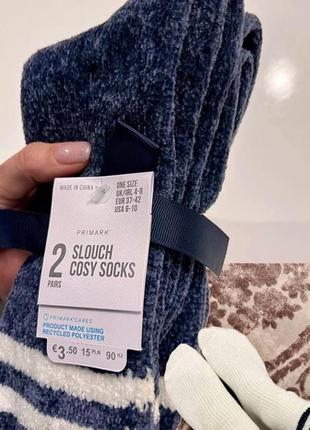 MADE IN CHINA
ONE SIZE
UK/IRL 4-8
EUR 37-42
USA 6-10
PRIMARK
2
PAIRS
SLOUCH
COSY SOCKS
PRIMARK CARES
PRODUCT MADE USING
RECYCLED POLYESTER
€3.50 15 PLN 90 Kč